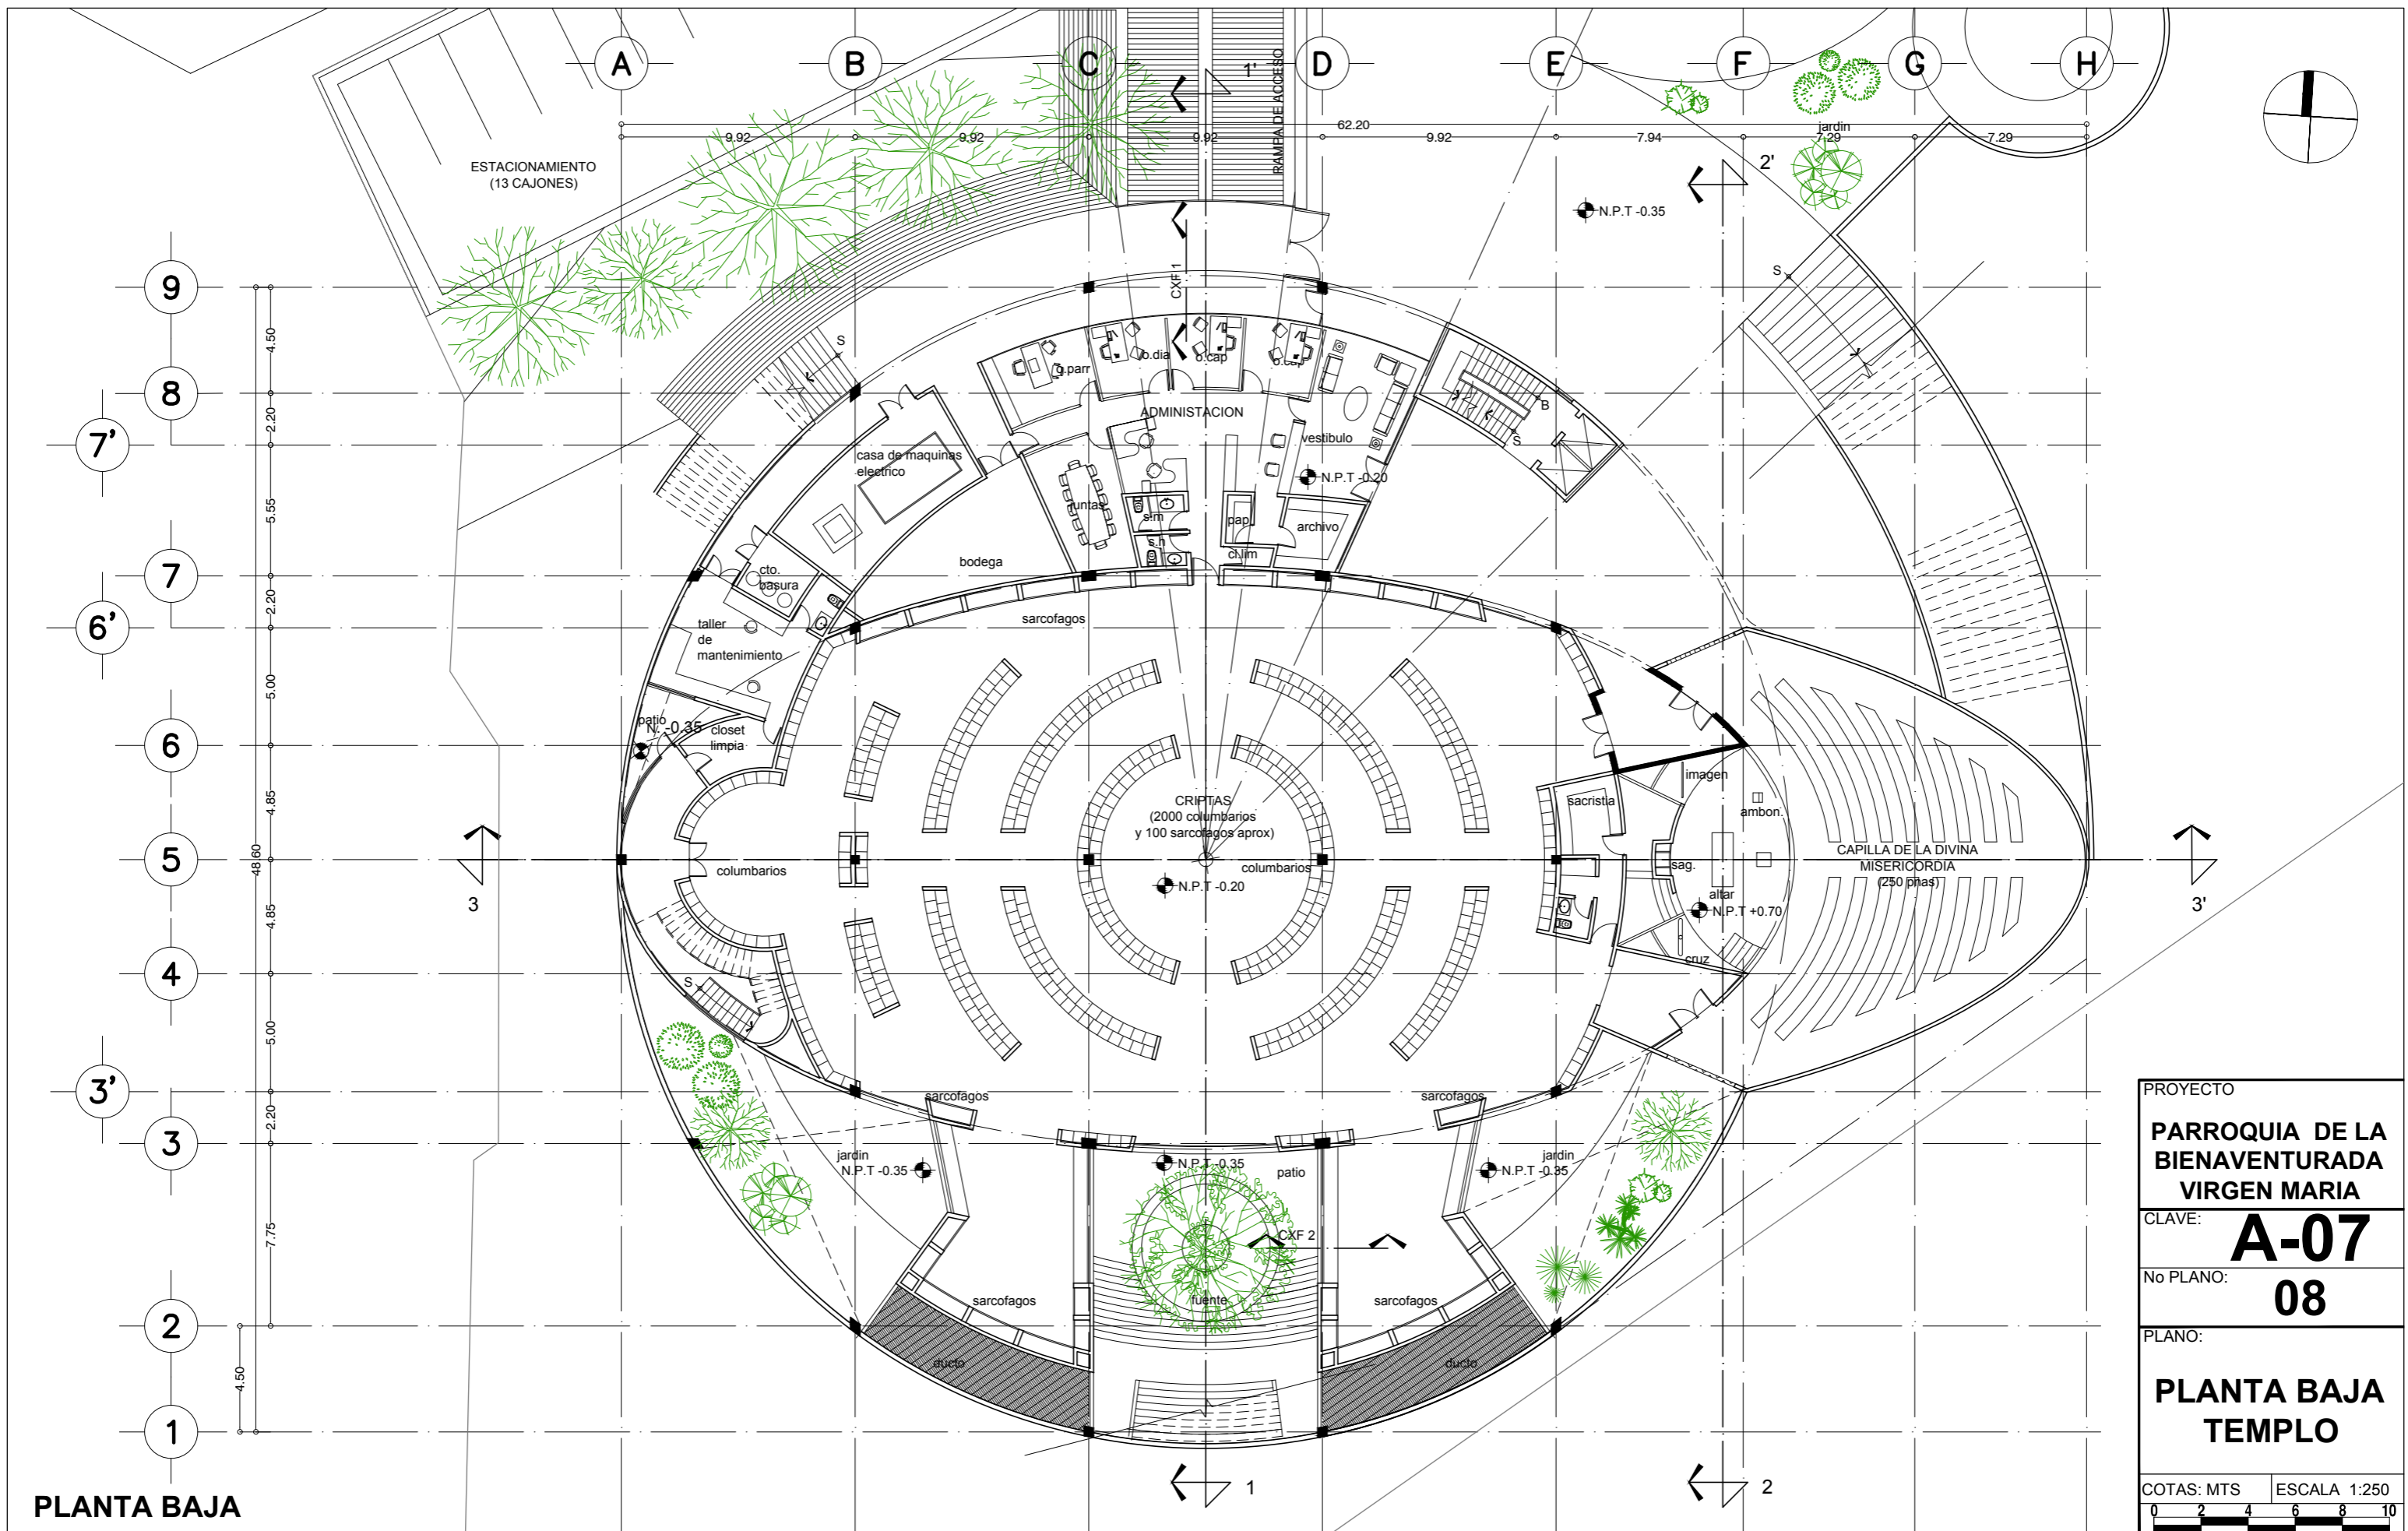 A
B
C
D
E
F
G
H
1'
RAMPA DE ACCESO
62.20
9.92
9.92
9.92
9.92
7.94
7.29
7.29
jardin
2'
ESTACIONAMIENTO
(13 CAJONES)
N.P.T -0.35
S
9
8
7'
7
6'
6
5
4
3'
3
2
1
4.50
2.20
5.55
2.20
5.00
4.85
48.60
4.85
5.00
2.20
7.75
4.50
CXF 1
S
o.parr
o.dia
o.cap
o.cap
ADMINISTACION
B
S
vestibulo
casa de maquinas
electrico
N.P.T -0.20
juntas
s.m
pap
archivo
s.h
cl.lim
bodega
cto.
basura
sarcofagos
taller
de
mantenimiento
patio
N. -0.35
closet
limpia
imagen
sacristia
ambon.
CRIPTAS
(2000 columbarios
y 100 sarcofagos aprox)
CAPILLA DE LA DIVINA
MISERICORDIA
(250 pnas)
columbarios
columbarios
sag.
altar
N.P.T -0.20
N.P.T +0.70
3
3'
cruz
S
sarcofagos
sarcofagos
jardin
N.P.T -0.35
N.P.T -0.35
patio
jardin
N.P.T -0.35
CXF 2
sarcofagos
fuente
sarcofagos
ducto
ducto
1
2
PLANTA BAJA
PROYECTO
PARROQUIA DE LA
BIENAVENTURADA
VIRGEN MARIA
CLAVE:
A-07
No PLANO:
08
PLANO:
PLANTA BAJA
TEMPLO
COTAS: MTS
ESCALA 1:250
0 2 4 6 8 10